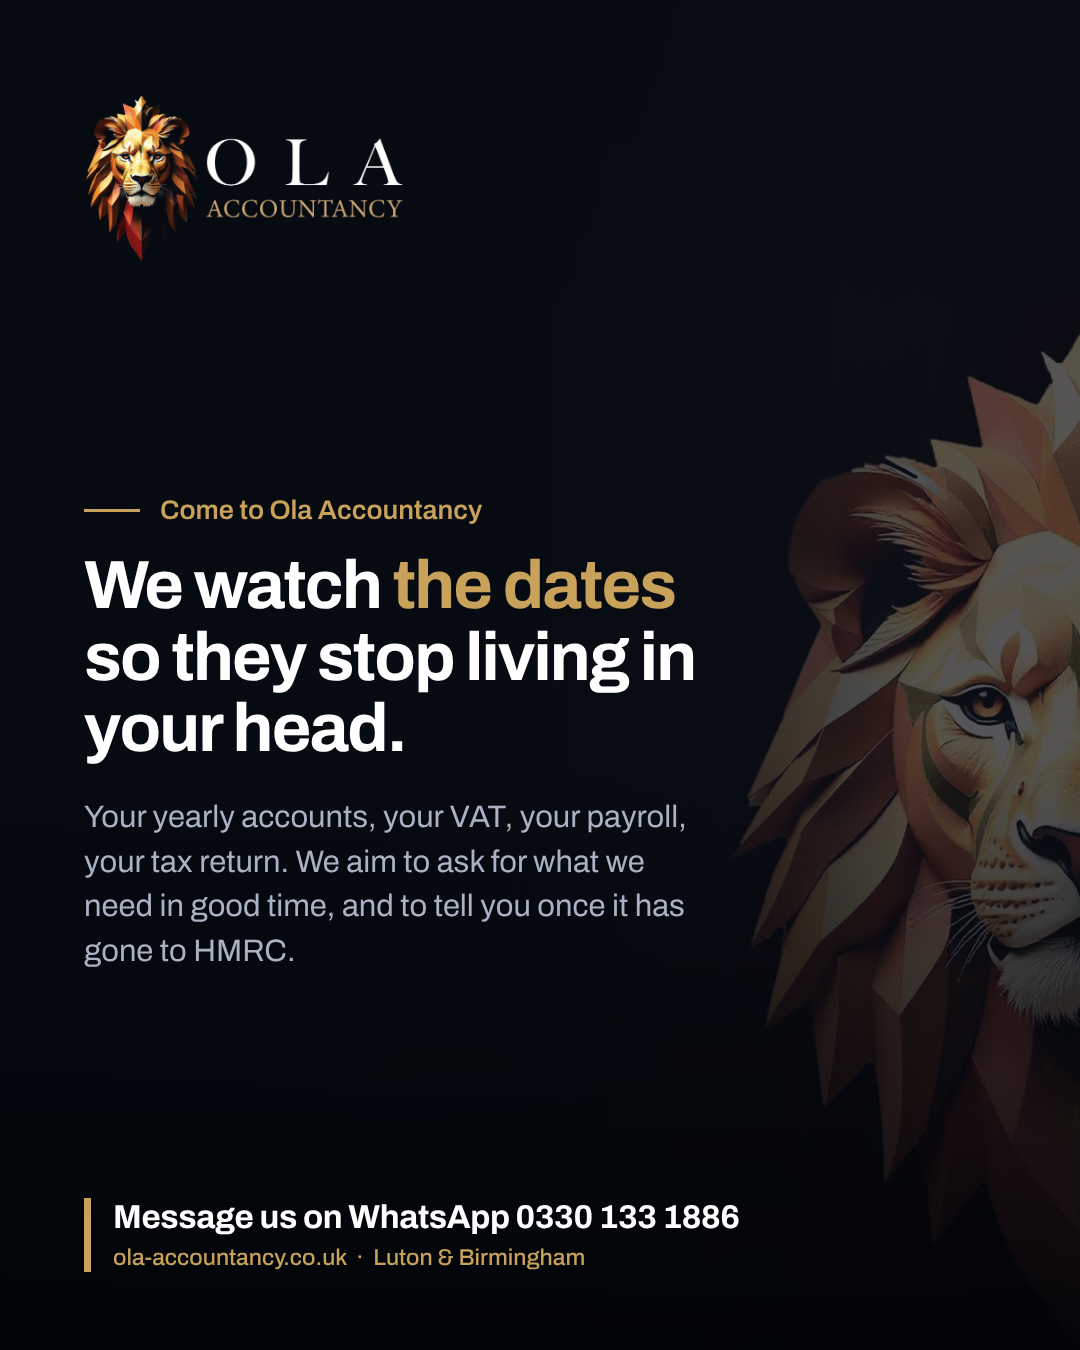 OLA
ACCOUNTANCY
Come to Ola Accountancy
We watch the dates
so they stop living in
your head.
Your yearly accounts, your VAT, your payroll,
your tax return. We aim to ask for what we
need in good time, and to tell you once it has
gone to HMRC.
Message us on WhatsApp 0330 133 1886
ola-accountancy.co.uk · Luton & Birmingham